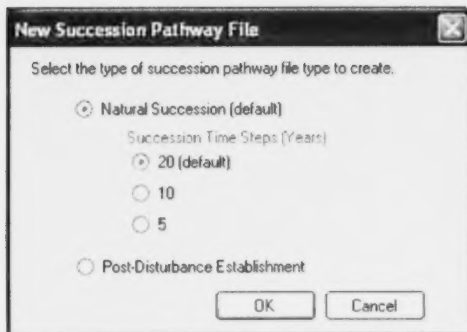 New Succession Pathway File
Select the type of succession pathway file type to create.
Natural Succession (default)
Succession Time Steps (Years)
20 (default)
10
5
Post-Disturbance Establishment
OK
Cancel